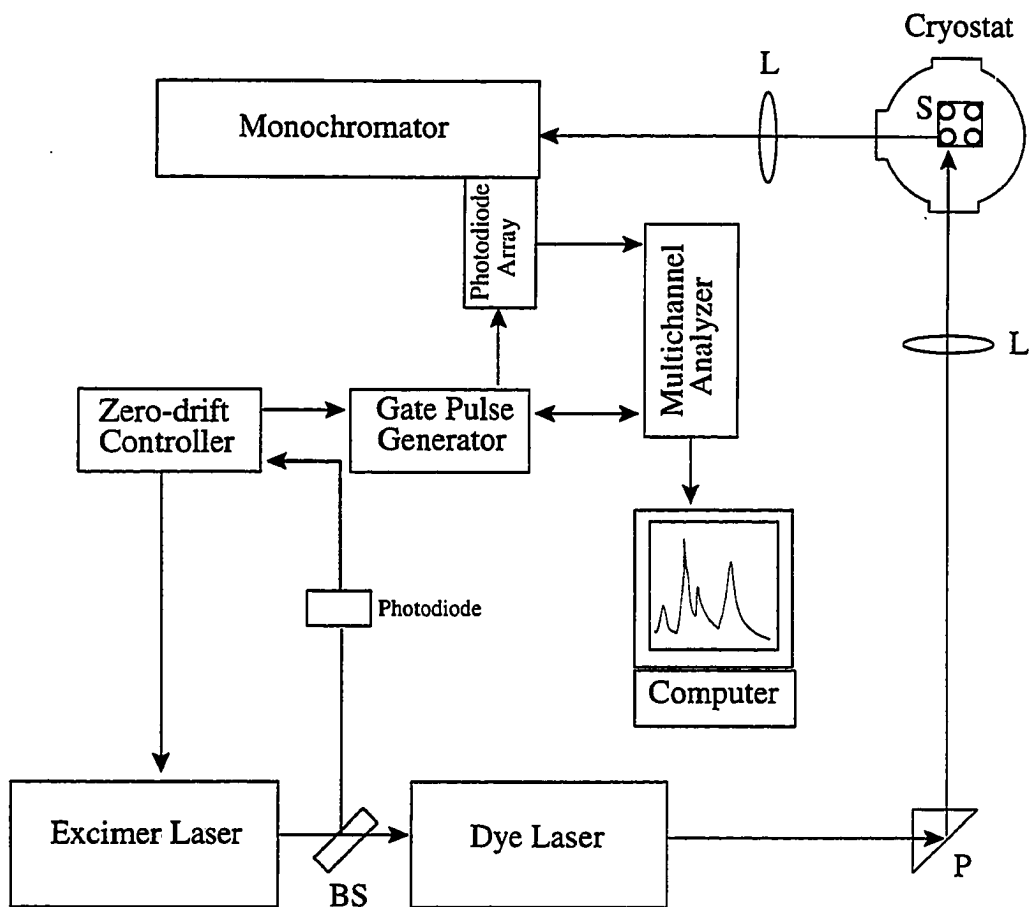 Cryostat
L
S
Monochromator
Photodiode
Array
Multichannel
Analyzer
L
Zero-drift
Controller
Gate Pulse
Generator
Photodiode
Computer
Excimer Laser
Dye Laser
BS
P